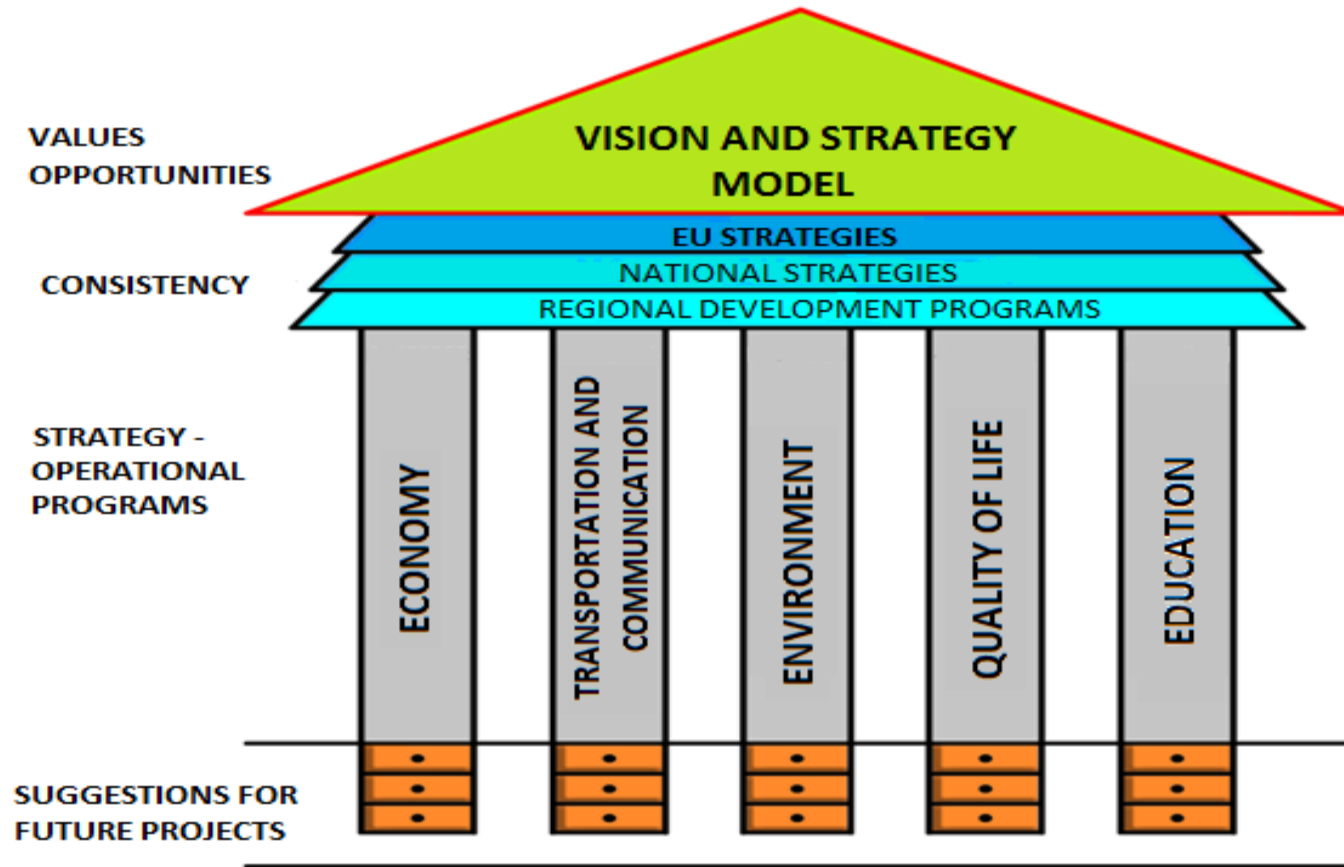 VALUES
OPPORTUNITIES
VISION AND STRATEGY
MODEL
EU STRATEGIES
CONSISTENCY
NATIONAL STRATEGIES
REGIONAL DEVELOPMENT PROGRAMS
STRATEGY -
OPERATIONAL
PROGRAMS
ECONOMY
TRANSPORTATION AND
COMMUNICATION
ENVIRONMENT
QUALITY OF LIFE
EDUCATION
SUGGESTIONS FOR
FUTURE PROJECTS